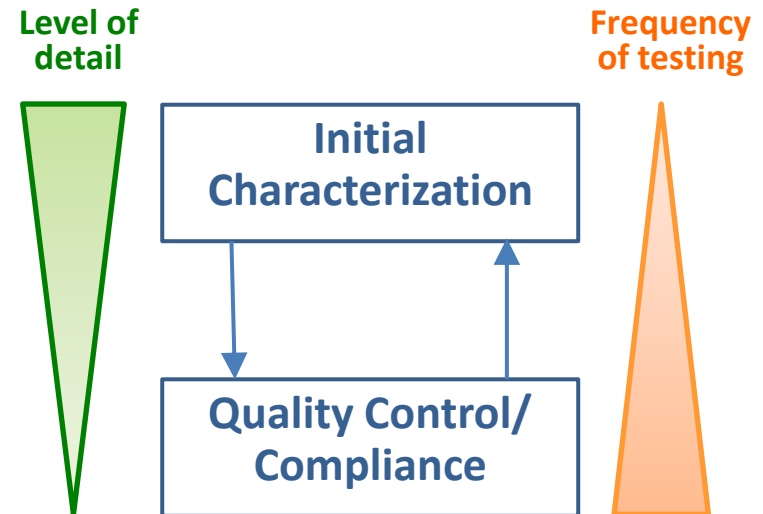 Level of
detail
Frequency
of testing
Initial
Characterization
Quality Control/
Compliance